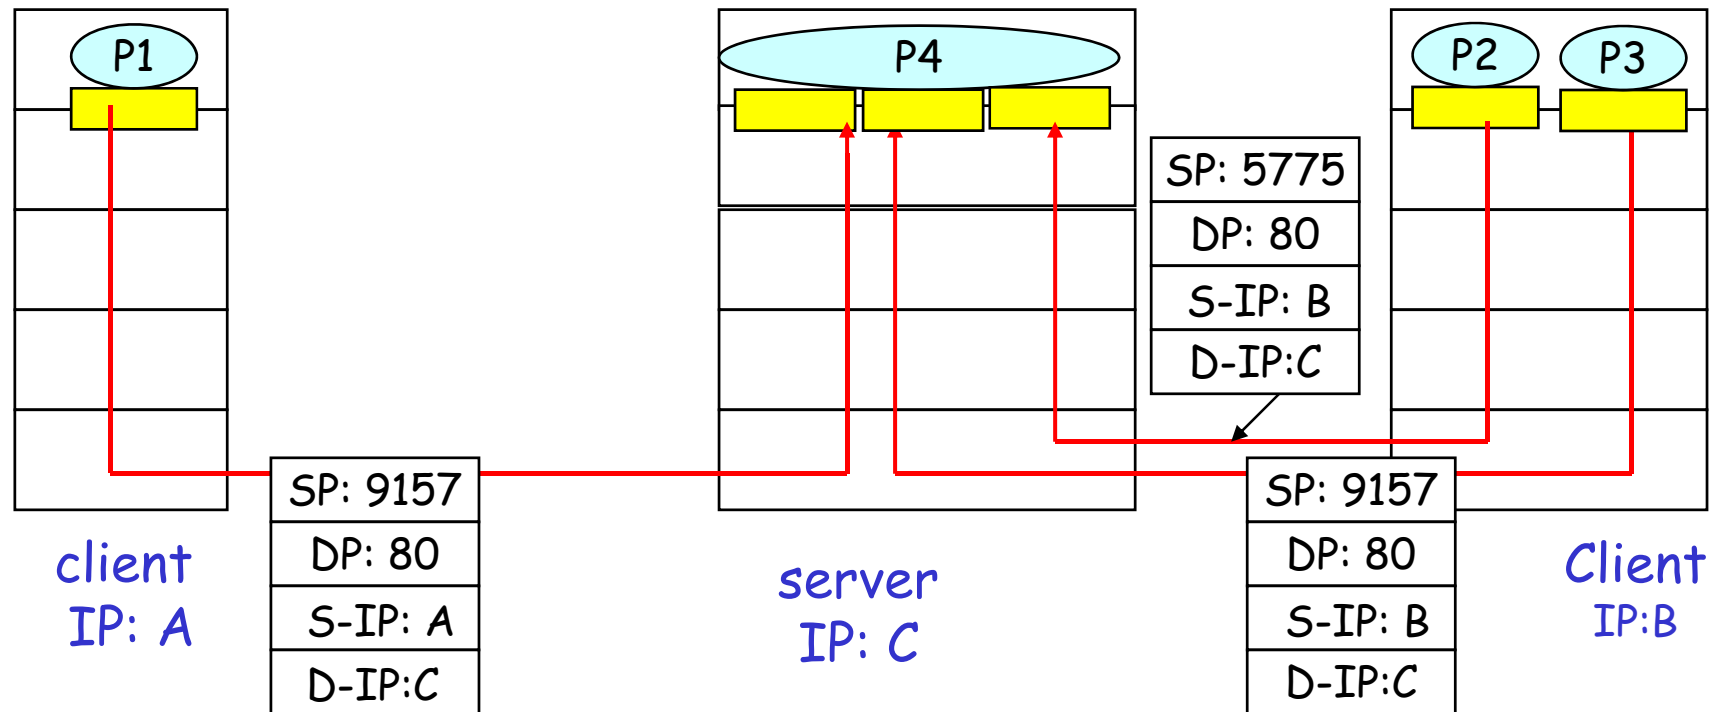 P1
P4
P2
P3
SP: 5775
DP: 80
S-IP: B
D-IP:C
SP: 9157
DP: 80
S-IP: A
D-IP:C
SP: 9157
DP: 80
S-IP: B
D-IP:C
client
IP: A
server
IP: C
Client
IP:B